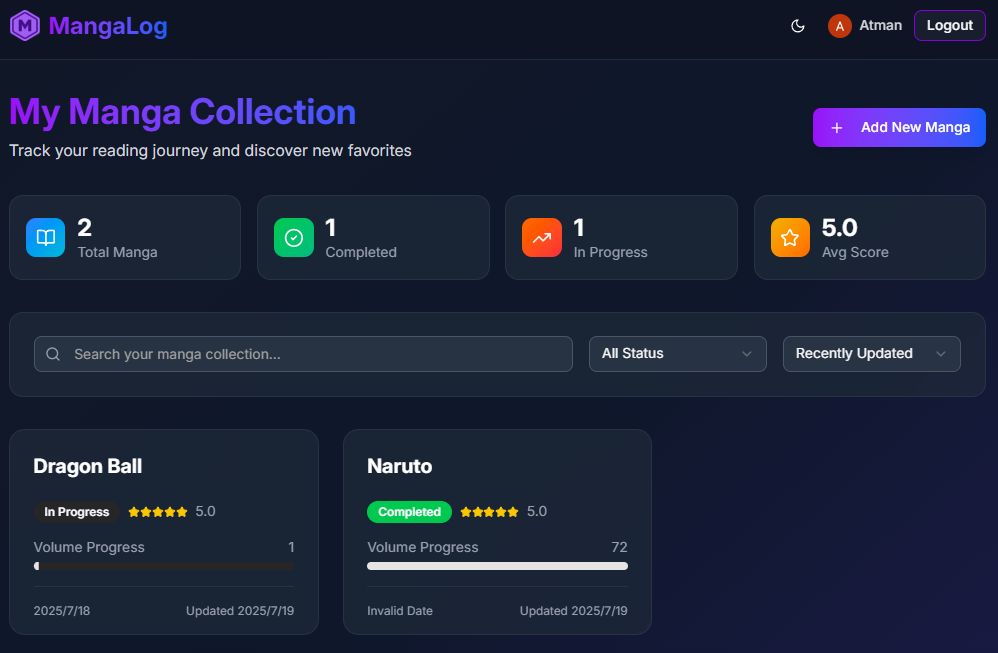 MangaLog
A Atman Logout
My Manga Collection
Track your reading journey and discover new favorites
+ Add New Manga
2
Total Manga
1
Completed
1
In Progress
5.0
Avg Score
Search your manga collection...
All Status
Recently Updated
Dragon Ball
In Progress 5.0
Volume Progress 1
2025/7/18 Updated 2025/7/19
Naruto
Completed 5.0
Volume Progress 72
Invalid Date Updated 2025/7/19